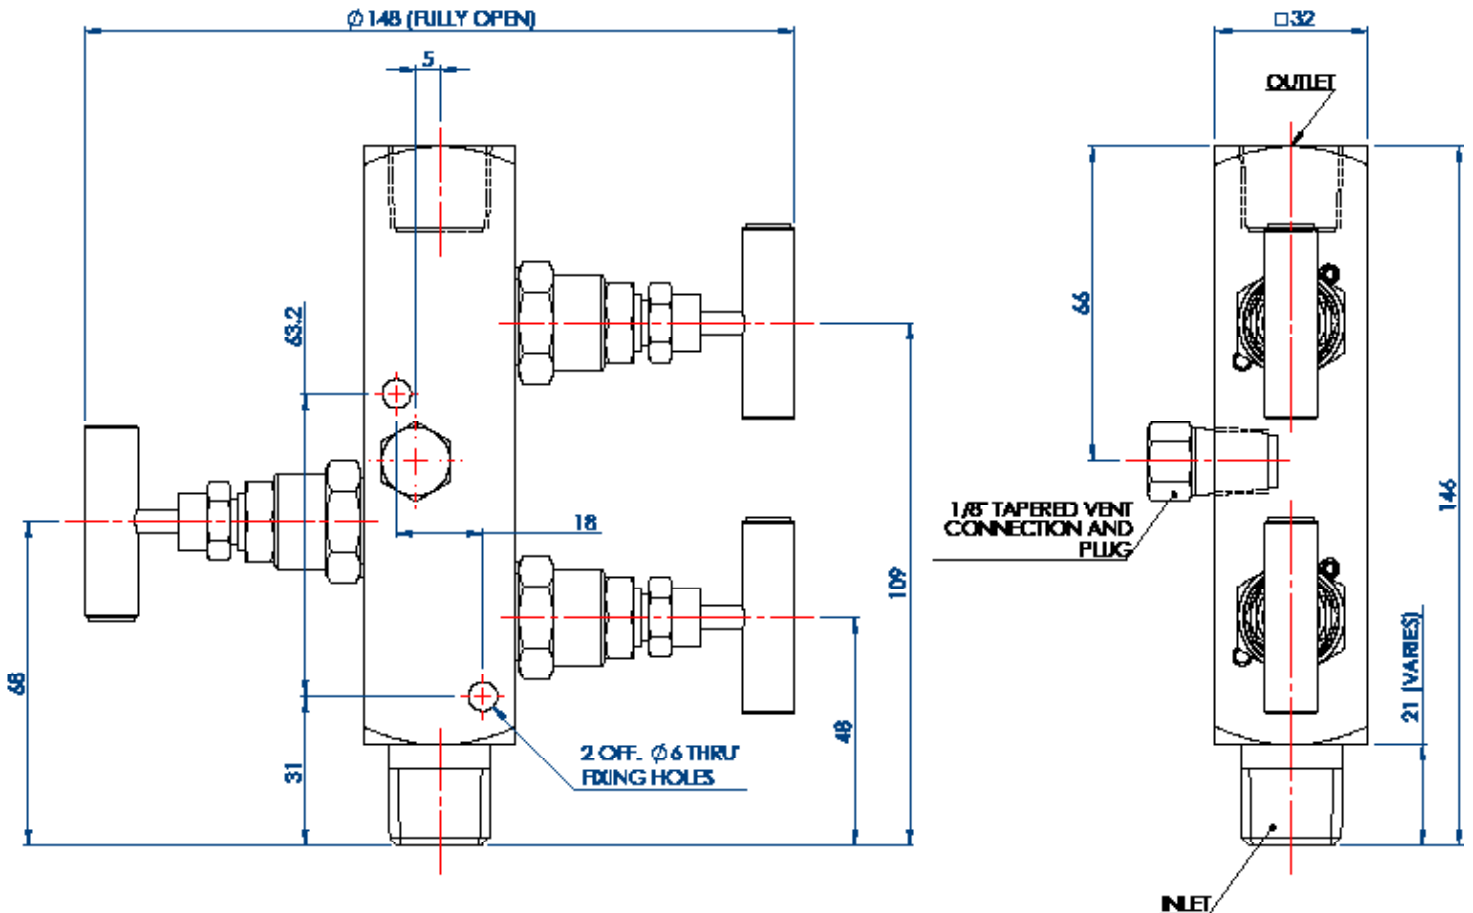 ∅148 (FULLY OPEN)
5
63.2
18
68
31
2 OFF. ∅6 THRU'
FIXING HOLES
48
109
□32
OUTLET
66
1/8" TAPERED VENT
CONNECTION AND
PLUG
146
21 (VARIES)
INLET